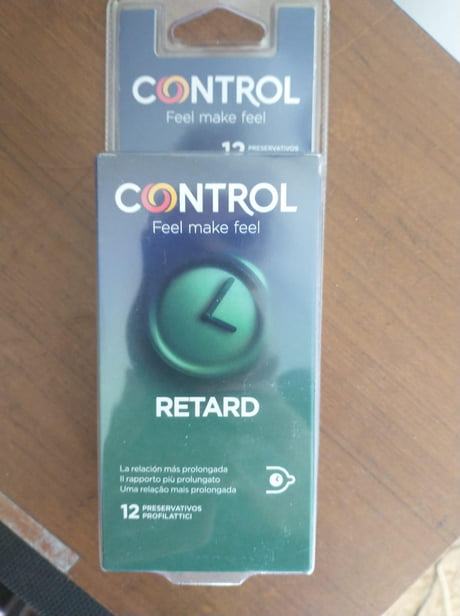 CONTROL
Feel make feel
12 PRESERVATIVOS
CONTROL
Feel make feel
RETARD
La relación más prolongada
Il rapporto più prolungato
Uma relação mais prolongada
12 PRESERVATIVOS
PROFILATTICI